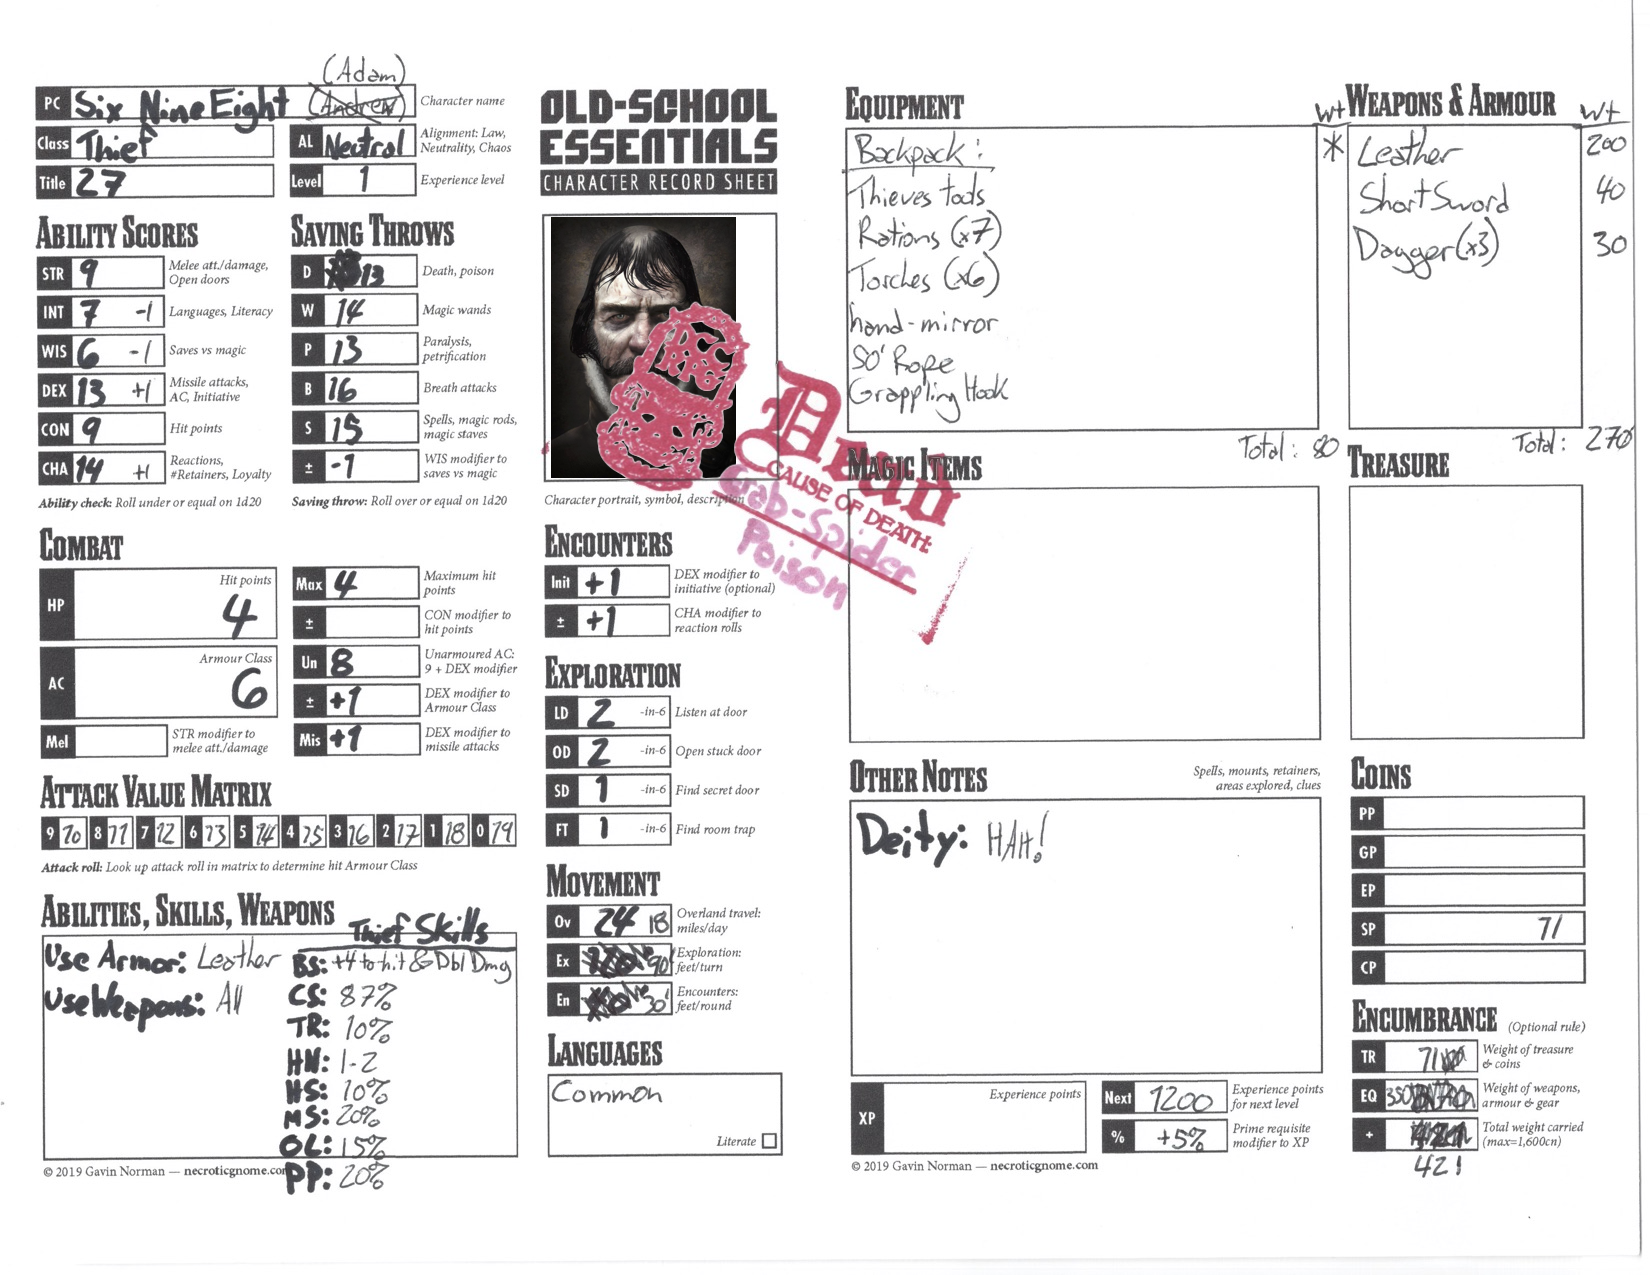 (Adam)
PC Six Nine Eight (Andrew) Character name
Class Thief AL Neutral Alignment: Law, Neutrality, Chaos
Title 27 Level 1 Experience level
ABILITY SCORES
STR 9 Melee att./damage, Open doors
INT 7 -1 Languages, Literacy
WIS 6 -1 Saves vs magic
DEX 13 +1 Missile attacks, AC, Initiative
CON 9 Hit points
CHA 14 +1 Reactions, #Retainers, Loyalty
Ability check: Roll under or equal on 1d20
SAVING THROWS
D 13 Death, poison
W 14 Magic wands
P 13 Paralysis, petrification
B 16 Breath attacks
S 15 Spells, magic rods, magic staves
± -1 WIS modifier to saves vs magic
Saving throw: Roll over or equal on 1d20
COMBAT
HP Hit points 4
AC Armour Class 6
Mel STR modifier to melee att./damage
Max 4 Maximum hit points
± CON modifier to hit points
Un 8 Unarmoured AC: 9 + DEX modifier
± +1 DEX modifier to Armour Class
Mis +1 DEX modifier to missile attacks
ATTACK VALUE MATRIX
9 10 8 11 7 12 6 13 5 14 4 15 3 16 2 17 1 18 0 19
Attack roll: Look up attack roll in matrix to determine hit Armour Class
ABILITIES, SKILLS, WEAPONS
Use Armor: Leather
Use Weapons: All
Thief Skills
BS: +4 to hit & Dbl Dmg
CS: 87%
TR: 10%
HN: 1-2
HS: 10%
MS: 20%
OL: 15%
PP: 20%
© 2019 Gavin Norman — necroticgnome.com
OLD-SCHOOL
ESSENTIALS
CHARACTER RECORD SHEET
Character portrait, symbol, description
Dead
CAUSE OF DEATH:
Crab-Spider
Poison
ENCOUNTERS
Init +1 DEX modifier to initiative (optional)
± +1 CHA modifier to reaction rolls
EXPLORATION
LD 2 -in-6 Listen at door
OD 2 -in-6 Open stuck door
SD 1 -in-6 Find secret door
FT 1 -in-6 Find room trap
MOVEMENT
Ov 24 18 Overland travel: miles/day
Ex 90' Exploration: feet/turn
En 30' Encounters: feet/round
LANGUAGES
Common
Literate
EQUIPMENT Wt
Backpack: *
Thieves tools
Rations (x7)
Torches (x6)
hand-mirror
50' Rope
Grappling Hook
Total: 80
WEAPONS & ARMOUR Wt
Leather 200
Short Sword 40
Dagger (x3) 30
Total: 270
MAGIC ITEMS
TREASURE
OTHER NOTES
Spells, mounts, retainers, areas explored, clues
Deity: HAH!
XP Experience points
Next 1200 Experience points for next level
% +5% Prime requisite modifier to XP
© 2019 Gavin Norman — necroticgnome.com
COINS
PP
GP
EP
SP 71
CP
ENCUMBRANCE (Optional rule)
TR 71 Weight of treasure & coins
EQ 350 Weight of weapons, armour & gear
+ Total weight carried (max=1,600cn)
421